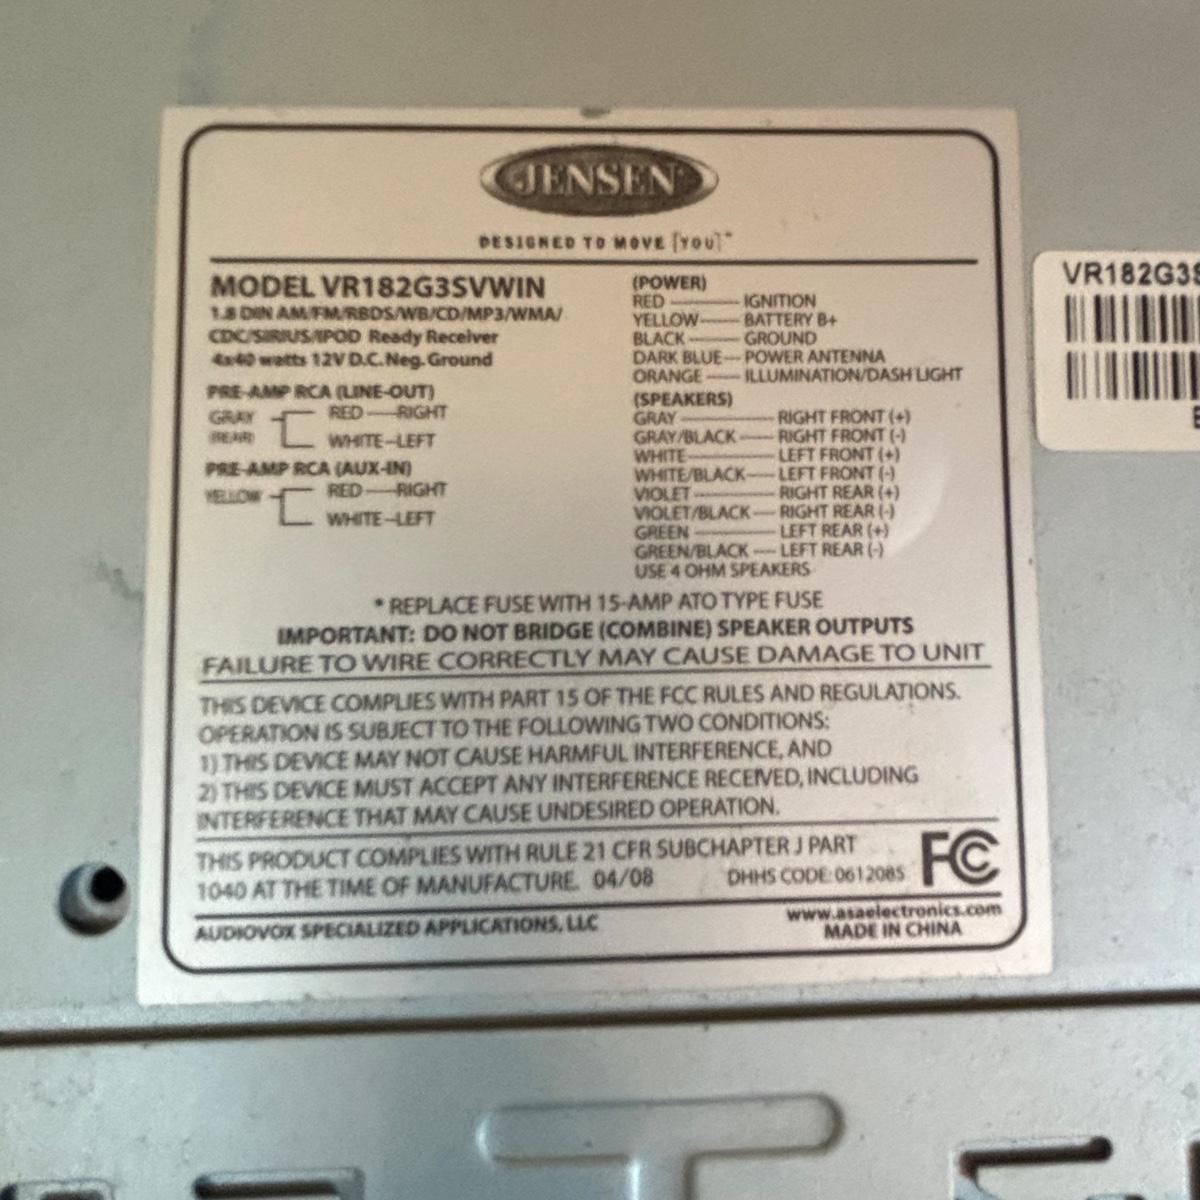 JENSEN
DESIGNED TO MOVE [YOU]™
MODEL VR182G3SVWIN
1.8 DIN AM/FM/RBDS/WB/CD/MP3/WMA/
CDC/SIRIUS/IPOD Ready Receiver
4x40 watts 12V D.C. Neg. Ground
PRE-AMP RCA (LINE-OUT)
GRAY RED — RIGHT
(REAR) WHITE – LEFT
PRE-AMP RCA (AUX-IN)
YELLOW RED — RIGHT
WHITE – LEFT
(POWER)
RED — IGNITION
YELLOW — BATTERY B+
BLACK — GROUND
DARK BLUE — POWER ANTENNA
ORANGE — ILLUMINATION/DASH LIGHT
(SPEAKERS)
GRAY — RIGHT FRONT (+)
GRAY/BLACK — RIGHT FRONT (-)
WHITE — LEFT FRONT (+)
WHITE/BLACK — LEFT FRONT (-)
VIOLET — RIGHT REAR (+)
VIOLET/BLACK — RIGHT REAR (-)
GREEN — LEFT REAR (+)
GREEN/BLACK — LEFT REAR (-)
USE 4 OHM SPEAKERS
* REPLACE FUSE WITH 15-AMP ATO TYPE FUSE
IMPORTANT: DO NOT BRIDGE (COMBINE) SPEAKER OUTPUTS
FAILURE TO WIRE CORRECTLY MAY CAUSE DAMAGE TO UNIT
THIS DEVICE COMPLIES WITH PART 15 OF THE FCC RULES AND REGULATIONS.
OPERATION IS SUBJECT TO THE FOLLOWING TWO CONDITIONS:
1) THIS DEVICE MAY NOT CAUSE HARMFUL INTERFERENCE, AND
2) THIS DEVICE MUST ACCEPT ANY INTERFERENCE RECEIVED, INCLUDING
INTERFERENCE THAT MAY CAUSE UNDESIRED OPERATION.
THIS PRODUCT COMPLIES WITH RULE 21 CFR SUBCHAPTER J PART
1040 AT THE TIME OF MANUFACTURE. 04/08 DHHS CODE: 0612085
FC
AUDIOVOX SPECIALIZED APPLICATIONS, LLC
www.asaelectronics.com
MADE IN CHINA
VR182G3S